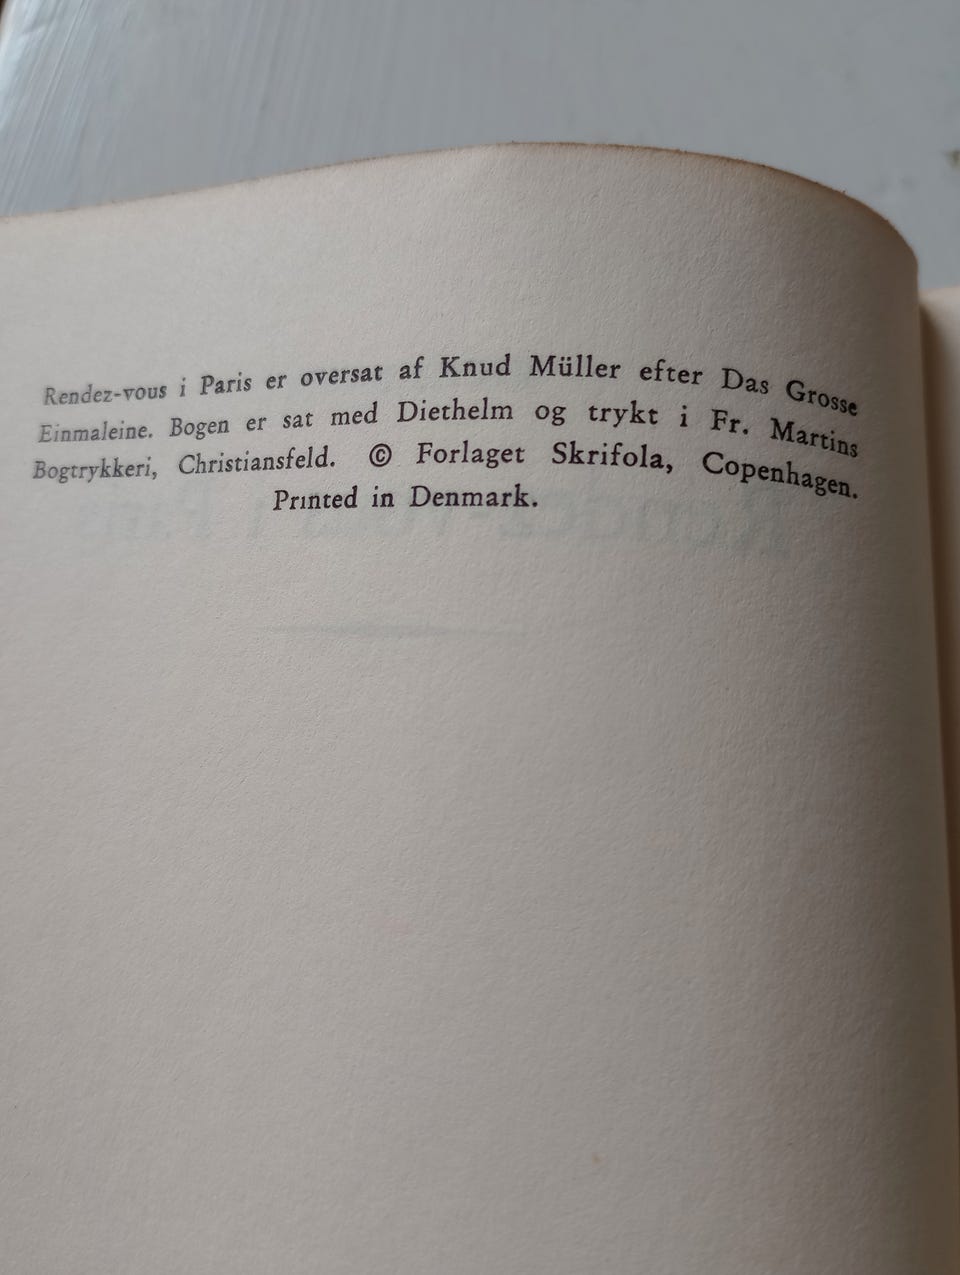 Rendez-vous i Paris er oversat af Knud Müller efter Das Grosse
Einmaleine. Bogen er sat med Diethelm og trykt i Fr. Martins
Bogtrykkeri, Christiansfeld. © Forlaget Skrifola, Copenhagen.
Printed in Denmark.